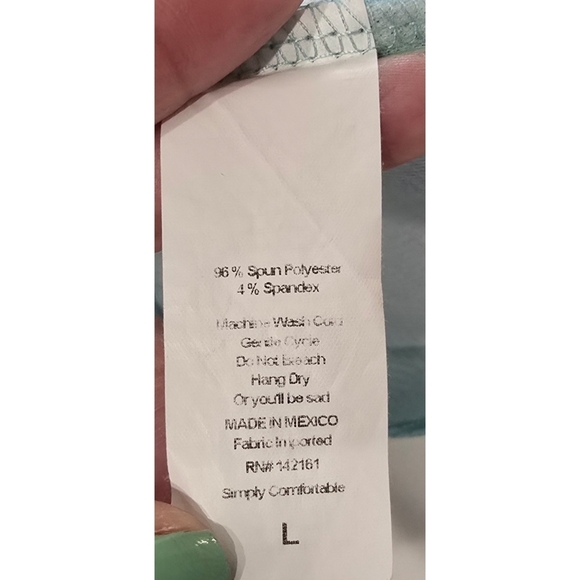 96% Spun Polyester
4% Spandex
Machine Wash Cold
Gentle Cycle
Do Not Bleach
Hang Dry
Or you'll be sad
MADE IN MEXICO
Fabric Imported
RN# 142161
Simply Comfortable
L